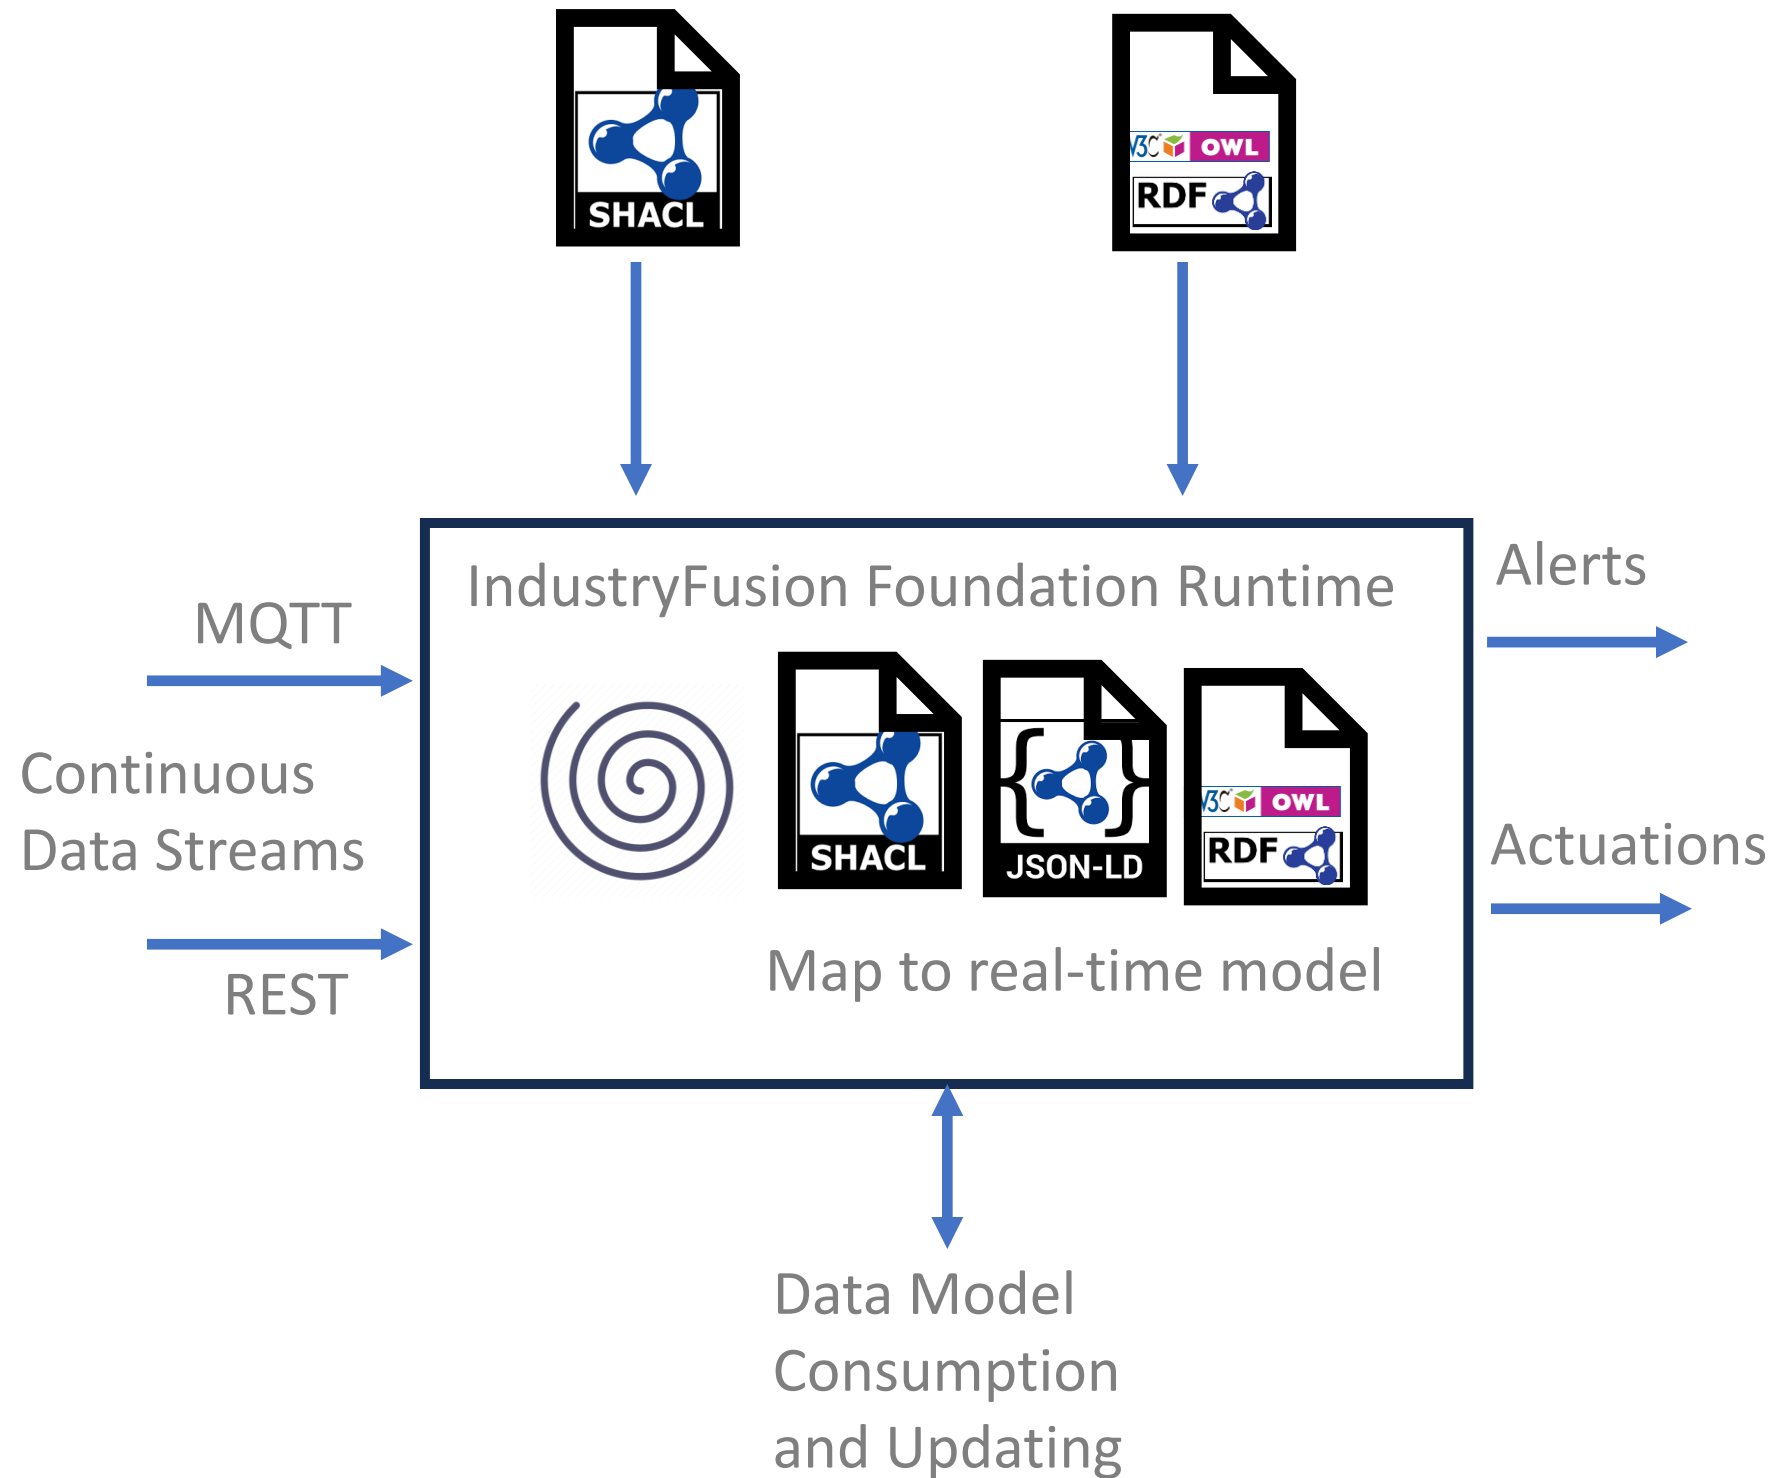 SHACL
W3C OWL
RDF
IndustryFusion Foundation Runtime
MQTT
Continuous
Data Streams
REST
SHACL
{ }
JSON-LD
W3C OWL
RDF
Map to real-time model
Alerts
Actuations
Data Model
Consumption
and Updating